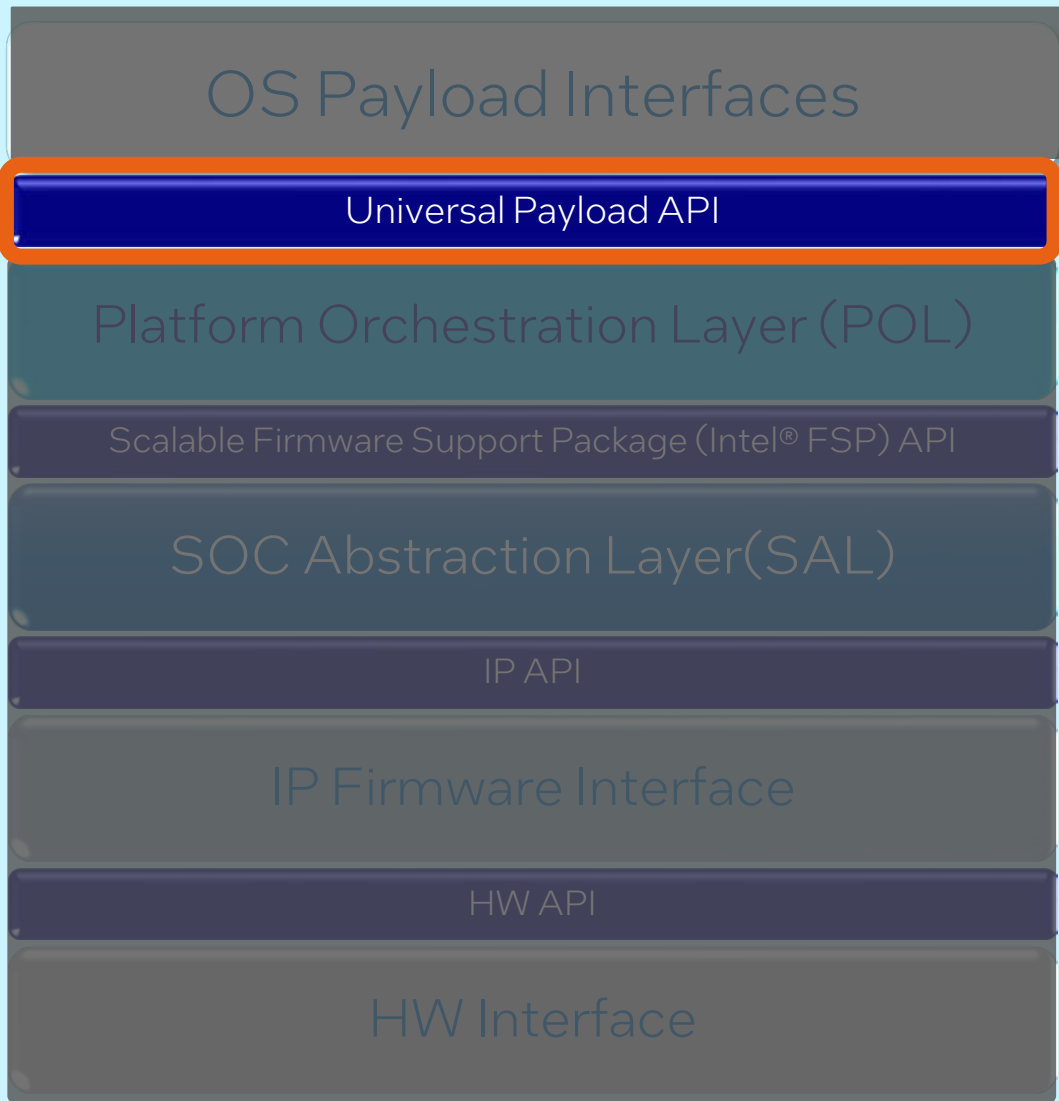 OS Payload Interfaces
Universal Payload API
Platform Orchestration Layer (POL)
Scalable Firmware Support Package (Intel® FSP) API
SOC Abstraction Layer(SAL)
IP API
IP Firmware Interface
HW API
HW Interface